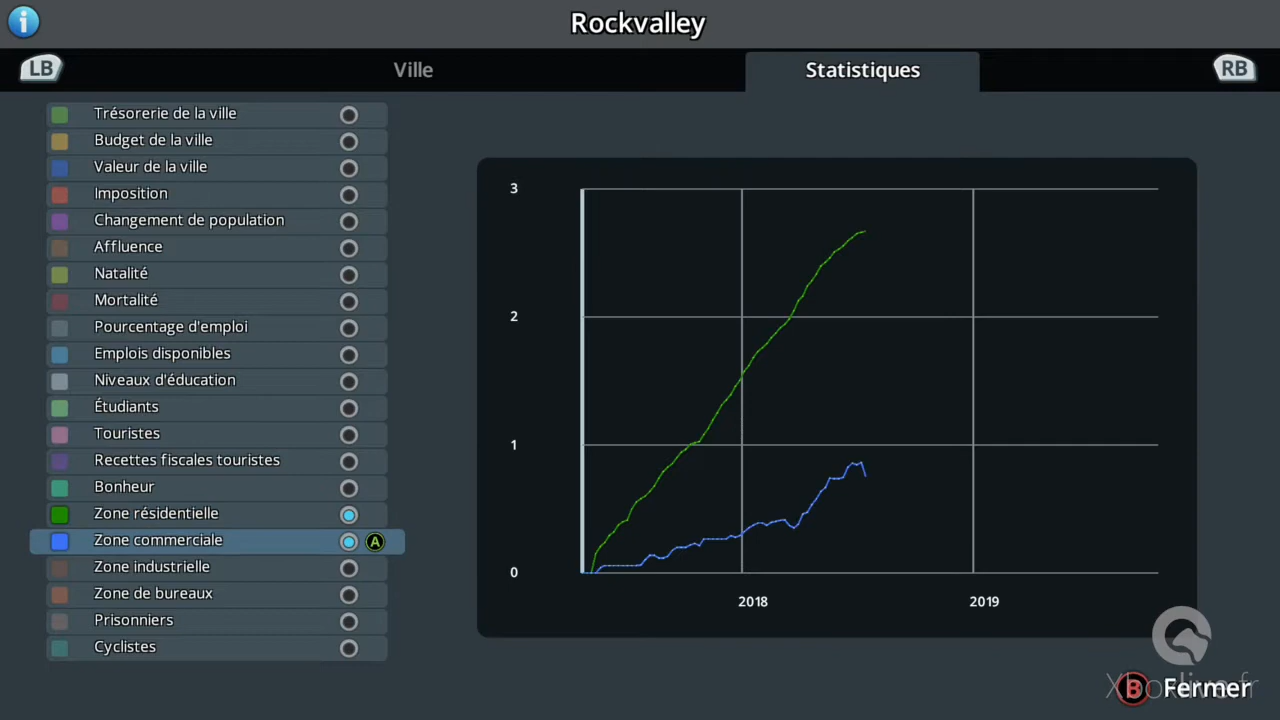 Rockvalley
LB
Ville
Statistiques
RB
Trésorerie de la ville
Budget de la ville
Valeur de la ville
Imposition
Changement de population
Affluence
Natalité
Mortalité
Pourcentage d'emploi
Emplois disponibles
Niveaux d'éducation
Étudiants
Touristes
Recettes fiscales touristes
Bonheur
Zone résidentielle
Zone commerciale
A
Zone industrielle
Zone de bureaux
Prisonniers
Cyclistes
3
2
1
0
2018
2019
B Fermer